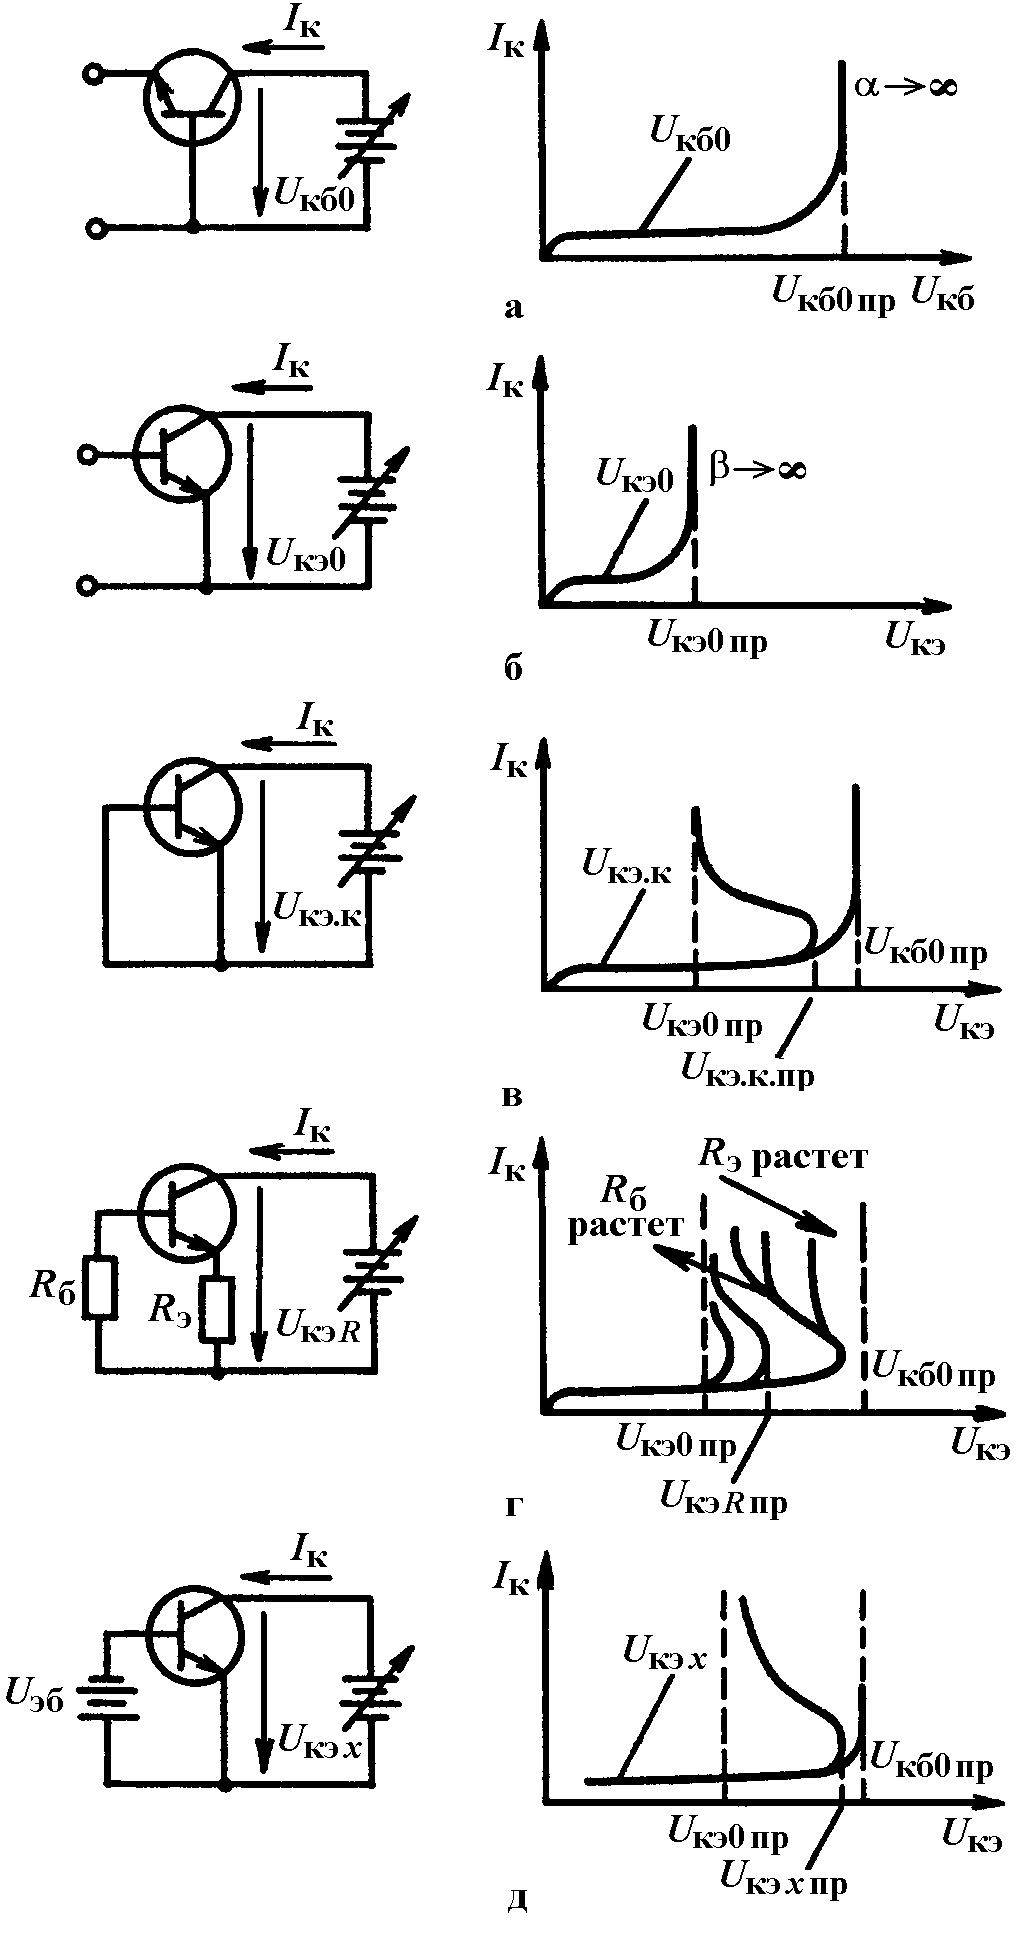 Iк
Uкб0
Iк
α→∞
Uкб0
Uкб0 пр
Uкб
а
Iк
Uкэ0
Iк
Uкэ0
β→∞
Uкэ0 пр
Uкэ
б
Iк
Uкэ.к
Iк
Uкэ.к
Uкб0 пр
Uкэ0 пр
Uкэ
Uкэ.к.пр
в
Iк
Rб
Rэ
UкэR
Iк
Rэ растет
Rб
растет
Uкб0 пр
Uкэ0 пр
Uкэ
UкэR пр
г
Iк
Uэб
Uкэ x
Iк
Uкэ x
Uкб0 пр
Uкэ0 пр
Uкэ
Uкэ x пр
д